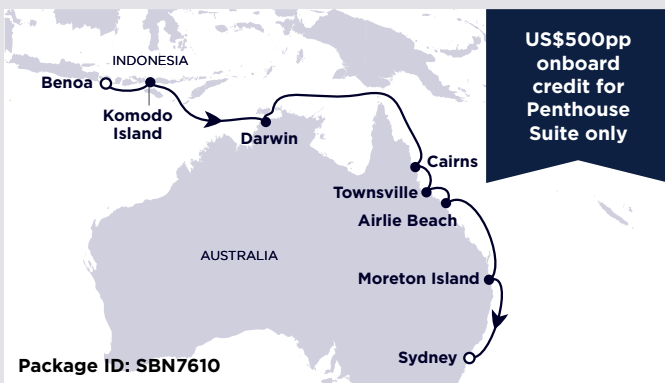 US$500pp
onboard
credit for
Penthouse
Suite only
INDONESIA
Benoa
Komodo
Island
Darwin
Cairns
Townsville
Airlie Beach
AUSTRALIA
Moreton Island
Sydney
Package ID: SBN7610